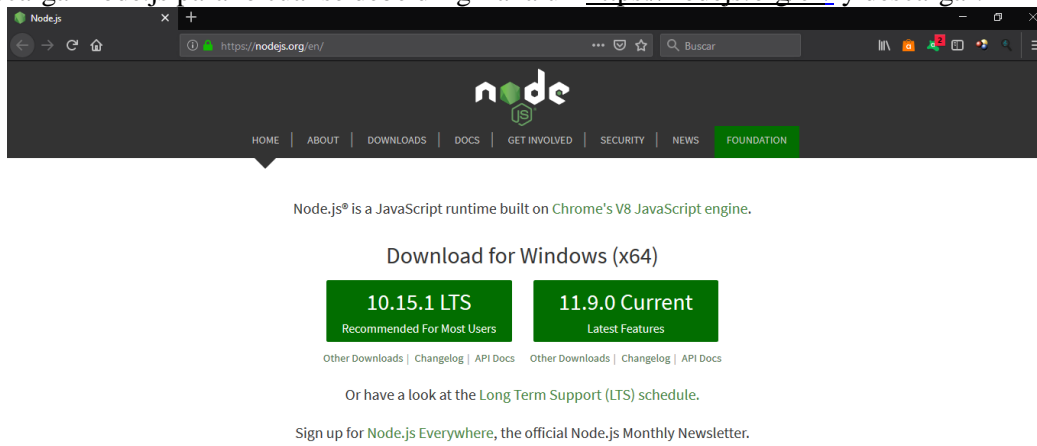 Node.js
https://nodejs.org/en/
Buscar
2
node
JS
HOME | ABOUT | DOWNLOADS | DOCS | GET INVOLVED | SECURITY | NEWS FOUNDATION
Node.js® is a JavaScript runtime built on Chrome's V8 JavaScript engine.
Download for Windows (x64)
10.15.1 LTS
Recommended For Most Users
11.9.0 Current
Latest Features
Other Downloads | Changelog | API Docs
Other Downloads | Changelog | API Docs
Or have a look at the Long Term Support (LTS) schedule.
Sign up for Node.js Everywhere, the official Node.js Monthly Newsletter.